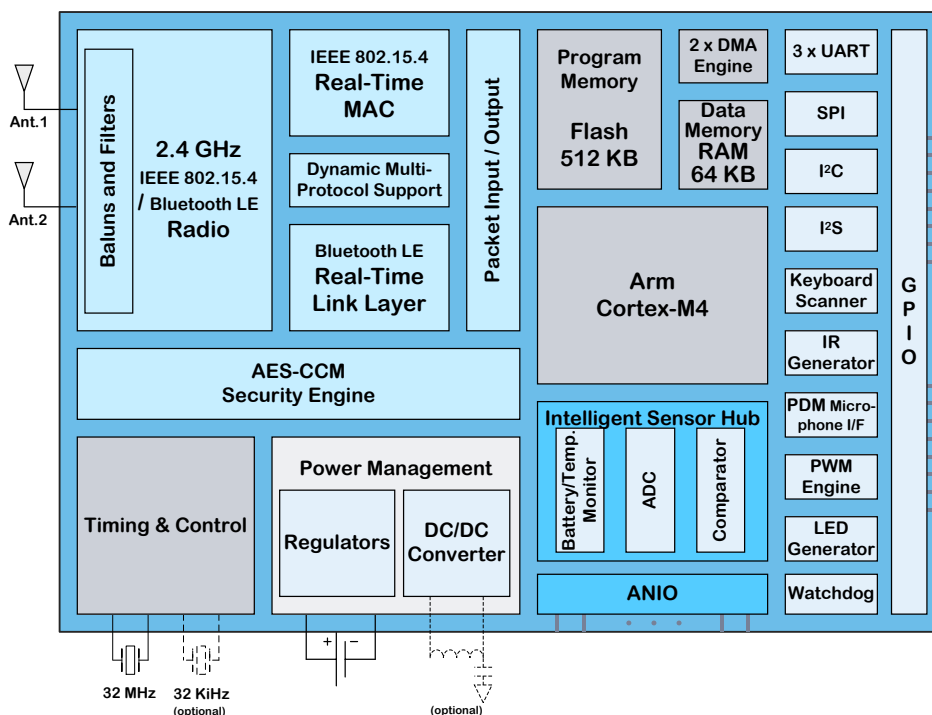 Ant.1
Ant.2
Baluns and Filters
2.4 GHz
IEEE 802.15.4
/ Bluetooth LE
Radio
IEEE 802.15.4
Real-Time
MAC
Dynamic Multi-
Protocol Support
Bluetooth LE
Real-Time
Link Layer
Packet Input / Output
AES-CCM
Security Engine
Timing & Control
Power Management
Regulators
DC/DC
Converter
Program
Memory
Flash
512 KB
2 x DMA
Engine
Data
Memory
RAM
64 KB
Arm
Cortex-M4
Intelligent Sensor Hub
Battery/Temp.
Monitor
ADC
Comparator
ANIO
3 x UART
SPI
I²C
I²S
Keyboard
Scanner
IR
Generator
PDM Micro-
phone I/F
PWM
Engine
LED
Generator
Watchdog
G
P
I
O
+
−
32 MHz
32 KiHz
(optional)
(optional)